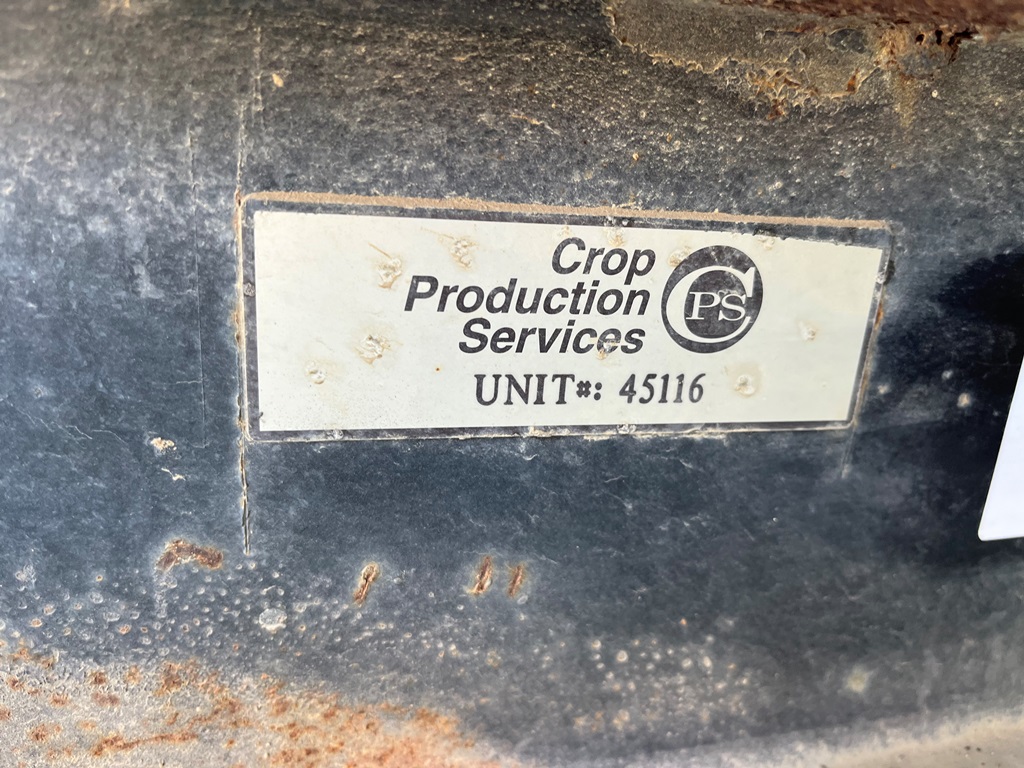 Crop
Production
Services
CPS
UNIT#: 45116